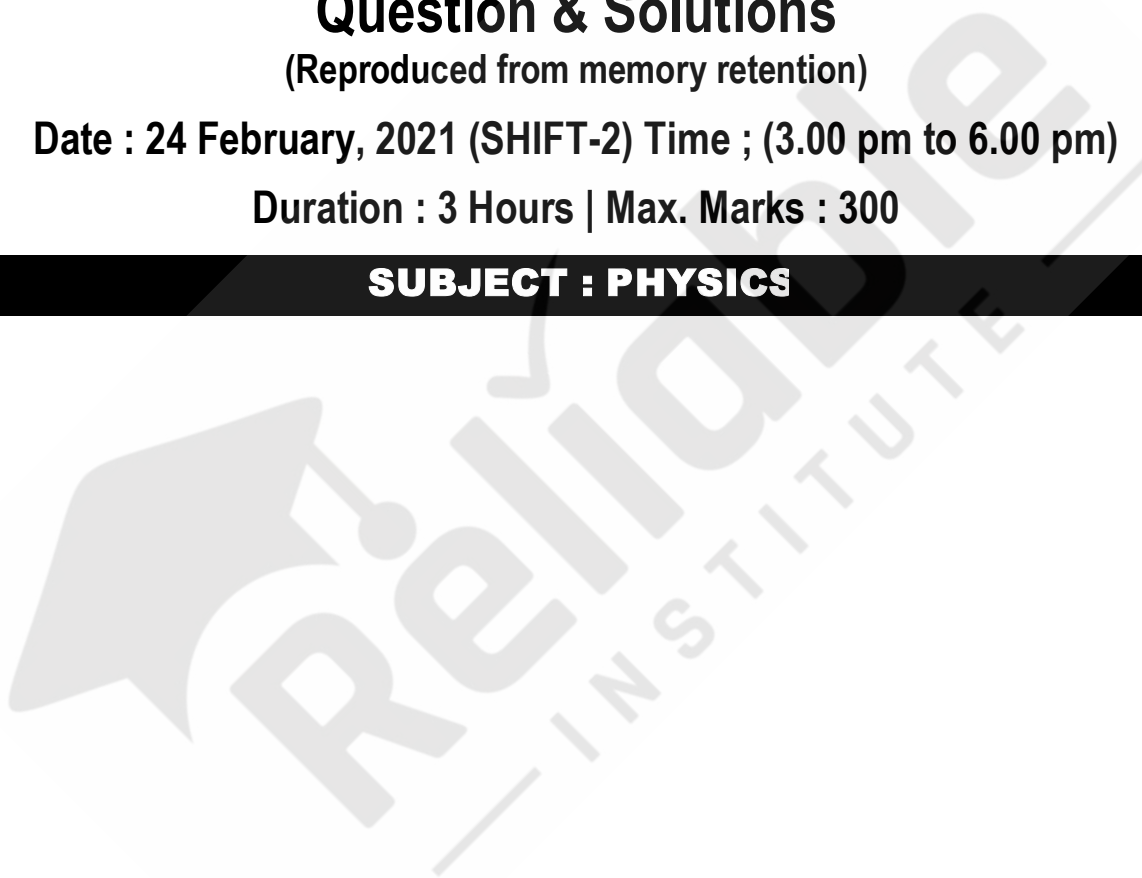 Question & Solutions
(Reproduced from memory retention)
Date : 24 February, 2021 (SHIFT-2) Time ; (3.00 pm to 6.00 pm)
Duration : 3 Hours | Max. Marks : 300
SUBJECT : PHYSICS
Reliable
INSTITUTE